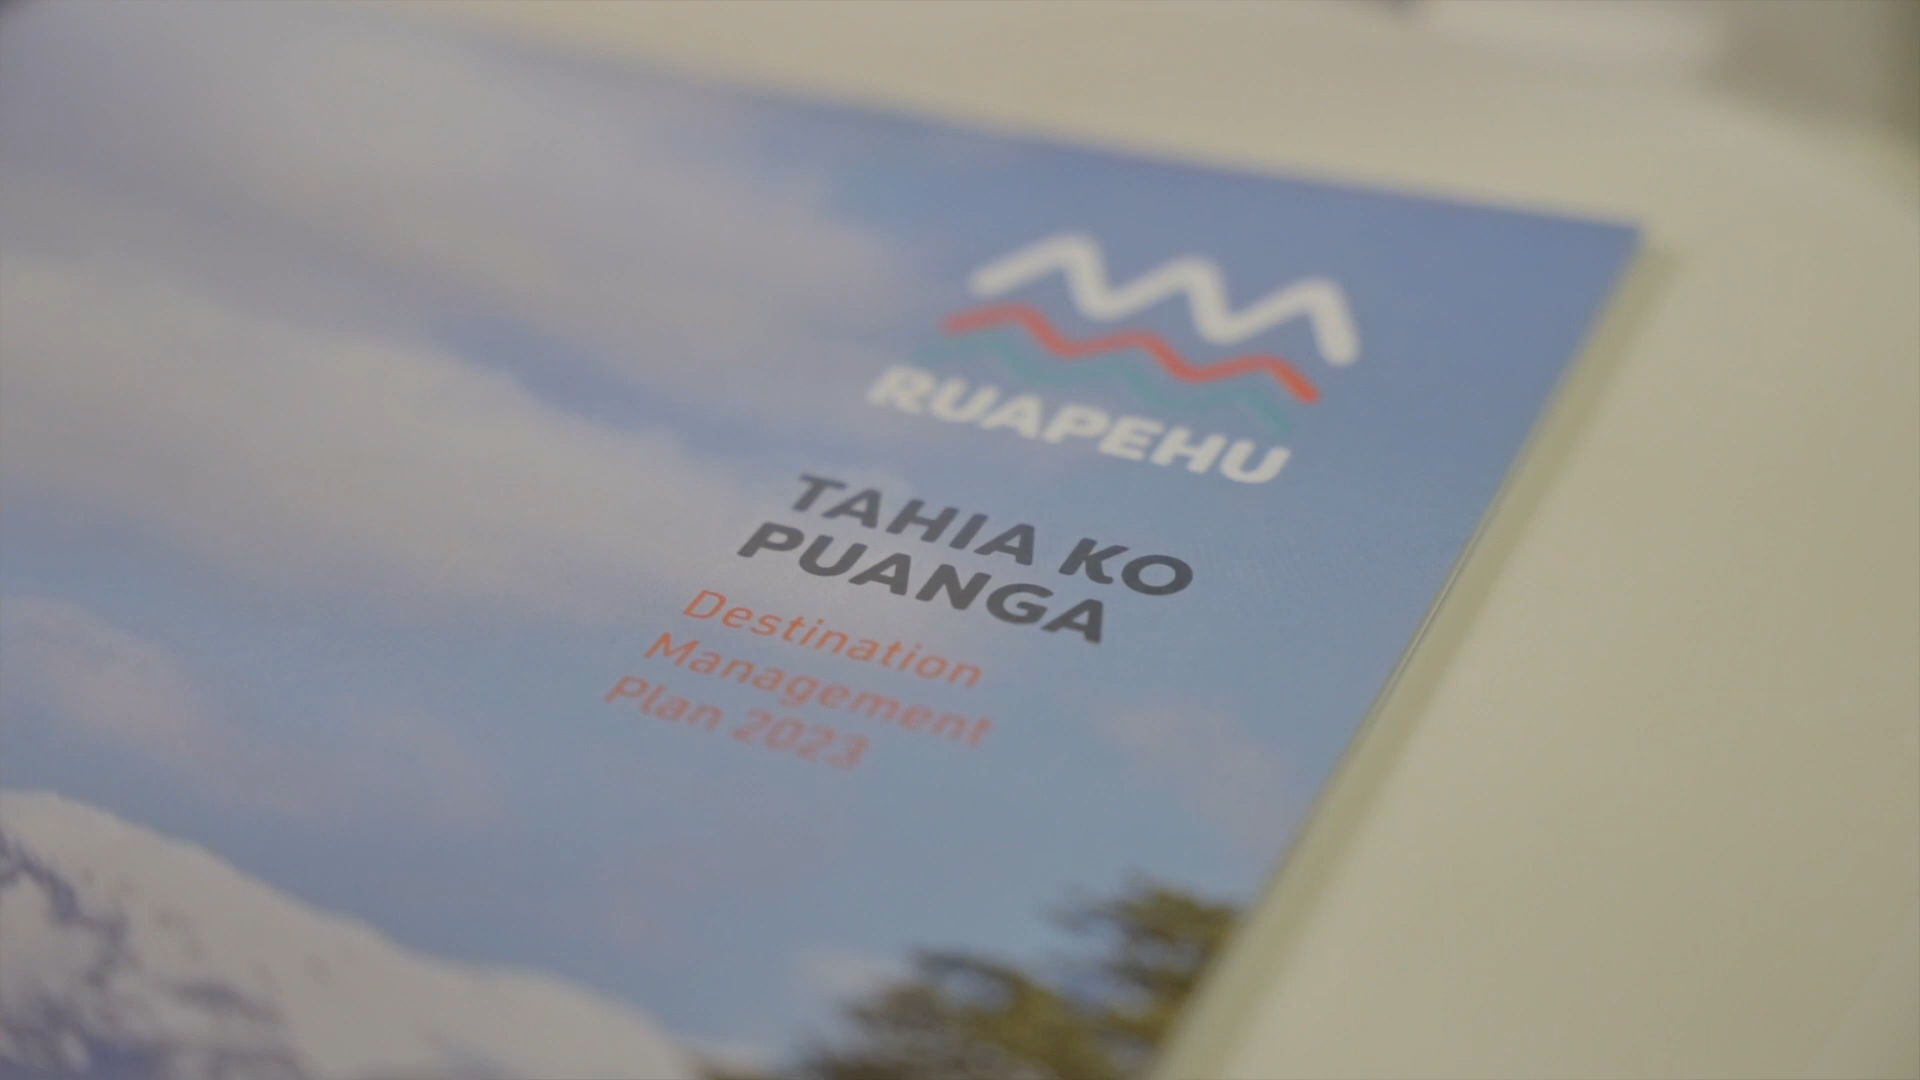 RUAPEHU
TAHIA KO
PUANGA
Destination
Management
Plan 2023